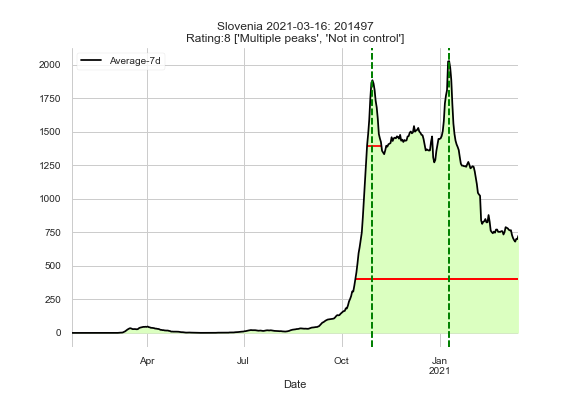 Slovenia 2021-03-16: 201497
Rating:8 ['Multiple peaks', 'Not in control']
Average-7d
2000
1750
1500
1250
1000
750
500
250
0
Apr
Jul
Oct
Jan
2021
Date